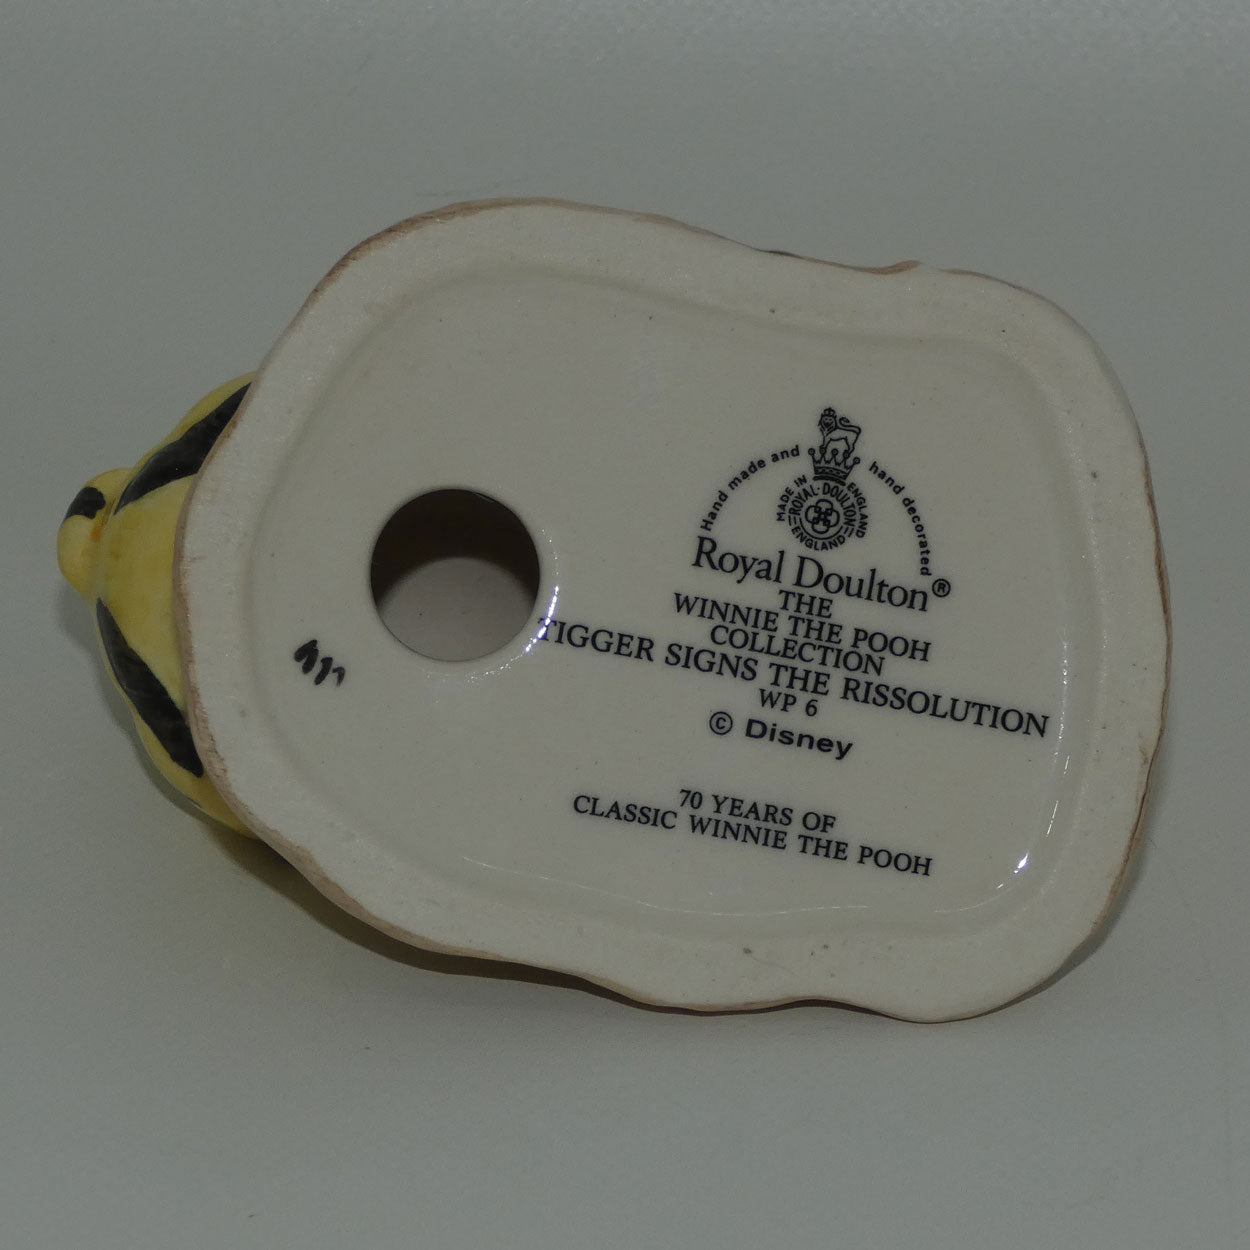 Hand made and hand decorated
MADE IN ENGLAND
ROYAL·DOULTON
ENGLAND
Royal Doulton®
THE
WINNIE THE POOH
COLLECTION
TIGGER SIGNS THE RISSOLUTION
WP 6
© Disney
70 YEARS OF
CLASSIC WINNIE THE POOH